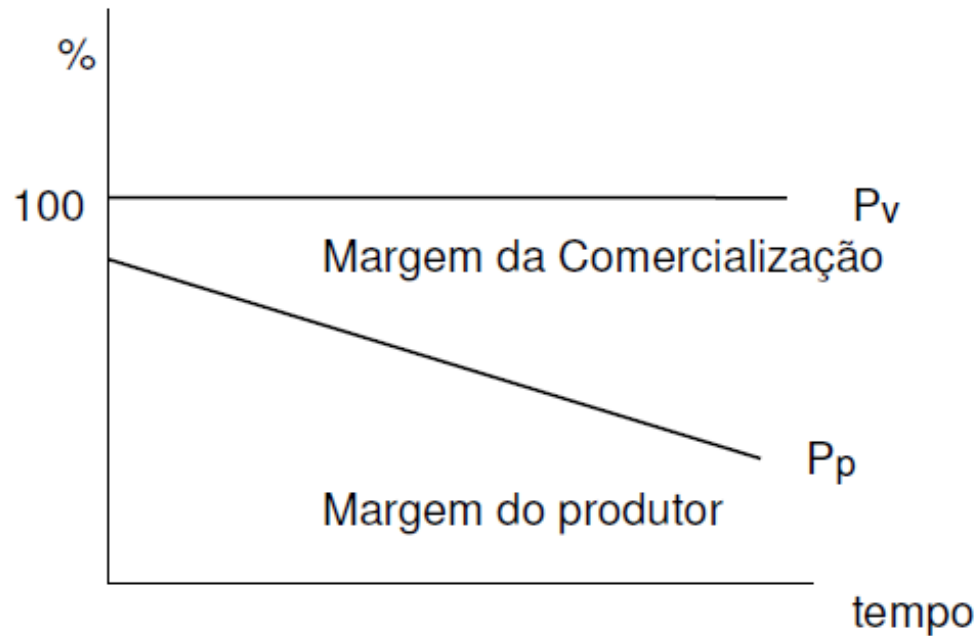 %
100
Pv
Margem da Comercialização
Pp
Margem do produtor
tempo